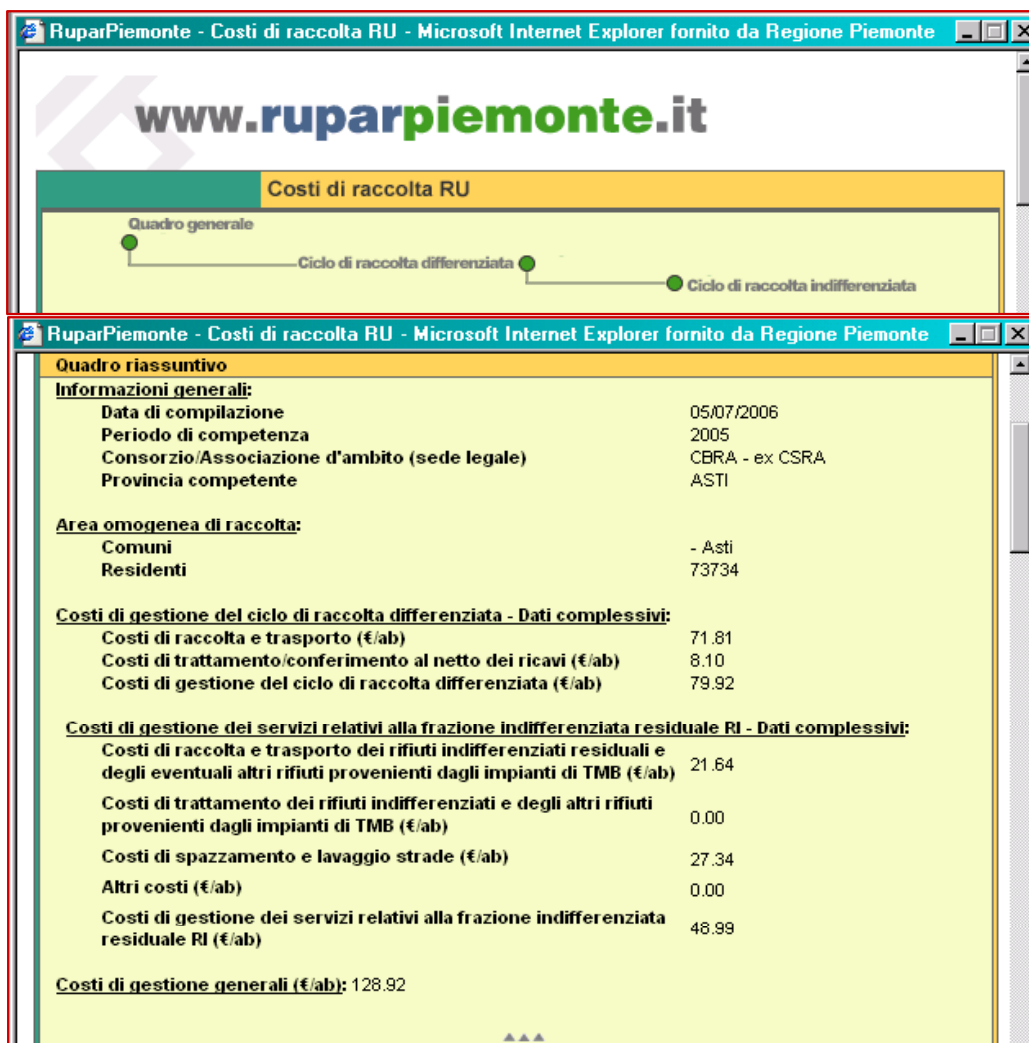 RuparPiemonte - Costi di raccolta RU - Microsoft Internet Explorer fornito da Regione Piemonte
www.ruparpiemonte.it
Costi di raccolta RU
Quadro generale
Ciclo di raccolta differenziata
Ciclo di raccolta indifferenziata
RuparPiemonte - Costi di raccolta RU - Microsoft Internet Explorer fornito da Regione Piemonte
Quadro riassuntivo
Informazioni generali:
Data di compilazione 05/07/2006
Periodo di competenza 2005
Consorzio/Associazione d'ambito (sede legale) CBRA - ex CSRA
Provincia competente ASTI
Area omogenea di raccolta:
Comuni - Asti
Residenti 73734
Costi di gestione del ciclo di raccolta differenziata - Dati complessivi:
Costi di raccolta e trasporto (€/ab) 71.81
Costi di trattamento/conferimento al netto dei ricavi (€/ab) 8.10
Costi di gestione del ciclo di raccolta differenziata (€/ab) 79.92
Costi di gestione dei servizi relativi alla frazione indifferenziata residuale RI - Dati complessivi:
Costi di raccolta e trasporto dei rifiuti indifferenziati residuali e
degli eventuali altri rifiuti provenienti dagli impianti di TMB (€/ab) 21.64
Costi di trattamento dei rifiuti indifferenziati e degli altri rifiuti
provenienti dagli impianti di TMB (€/ab) 0.00
Costi di spazzamento e lavaggio strade (€/ab) 27.34
Altri costi (€/ab) 0.00
Costi di gestione dei servizi relativi alla frazione indifferenziata
residuale RI (€/ab) 48.99
Costi di gestione generali (€/ab): 128.92